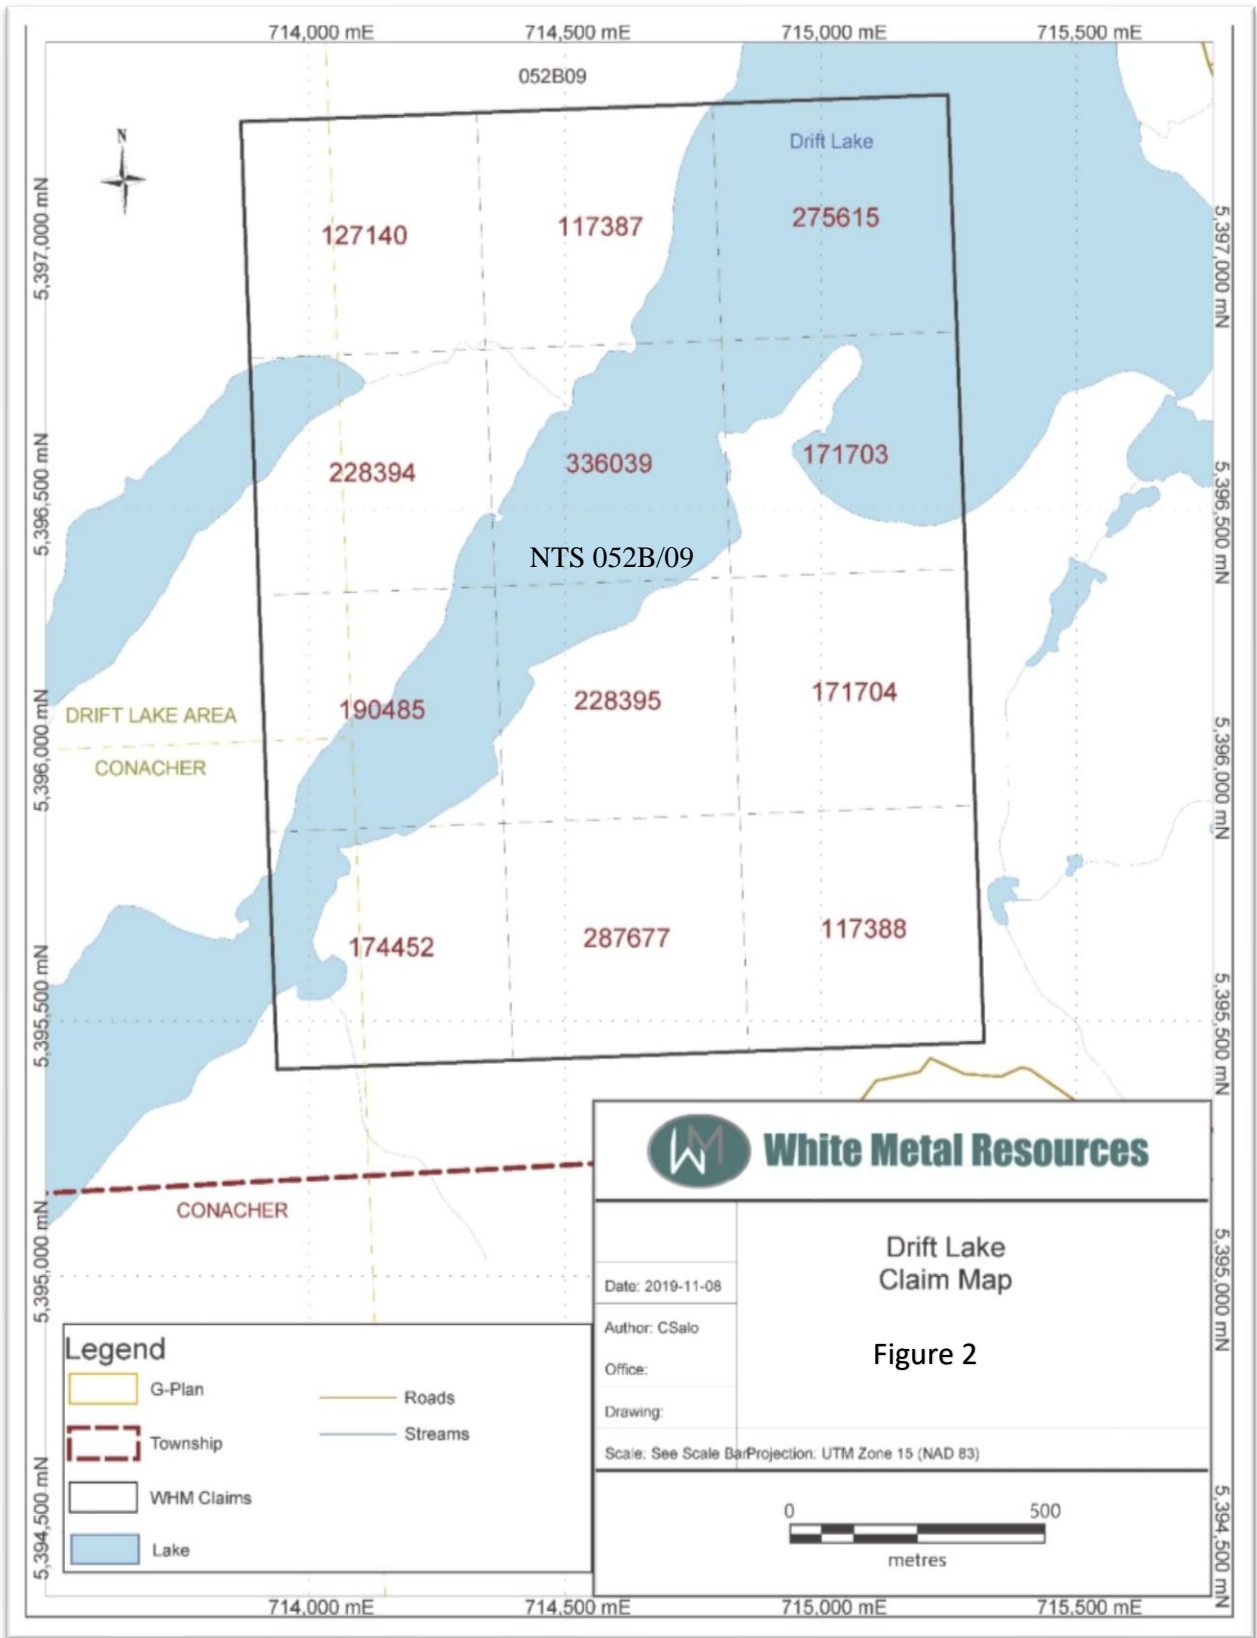 714,000 mE 714,500 mE 715,000 mE 715,500 mE
052B09
N
Drift Lake
5,397,000 mN
127140 117387 275615
5,397,000 mN
228394 336039 171703
5,396,500 mN
5,396,500 mN
NTS 052B/09
190485 228395 171704
DRIFT LAKE AREA
5,396,000 mN
5,396,000 mN
CONACHER
174452 287677 117388
5,395,500 mN
5,395,500 mN
WM White Metal Resources
CONACHER
5,395,000 mN
5,395,000 mN
Drift Lake
Claim Map
Date: 2019-11-08
Author: CSalo
Figure 2
Office:
Drawing:
Scale: See Scale Bar Projection: UTM Zone 15 (NAD 83)
Legend
G-Plan
Roads
Township
Streams
WHM Claims
Lake
5,394,500 mN
5,394,500 mN
0 500
metres
714,000 mE 714,500 mE 715,000 mE 715,500 mE